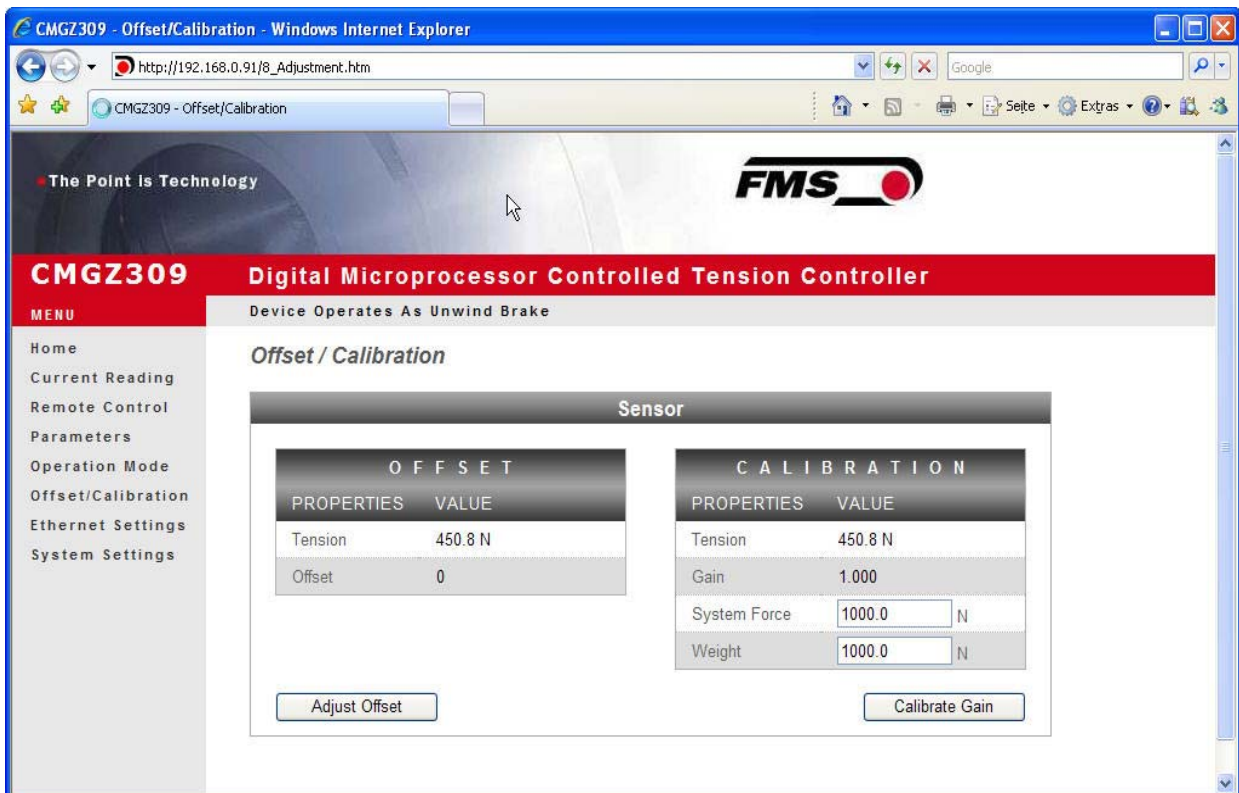 CMGZ309 - Offset/Calibration - Windows Internet Explorer
http://192.168.0.91/8_Adjustment.htm
Google
CMGZ309 - Offset/Calibration
Seite
Extras
The Point is Technology
FMS
CMGZ309
Digital Microprocessor Controlled Tension Controller
MENU
Device Operates As Unwind Brake
Home
Current Reading
Remote Control
Parameters
Operation Mode
Offset/Calibration
Ethernet Settings
System Settings
Offset / Calibration
Sensor
OFFSET
PROPERTIES VALUE
Tension 450.8 N
Offset 0
Adjust Offset
CALIBRATION
PROPERTIES VALUE
Tension 450.8 N
Gain 1.000
System Force 1000.0 N
Weight 1000.0 N
Calibrate Gain